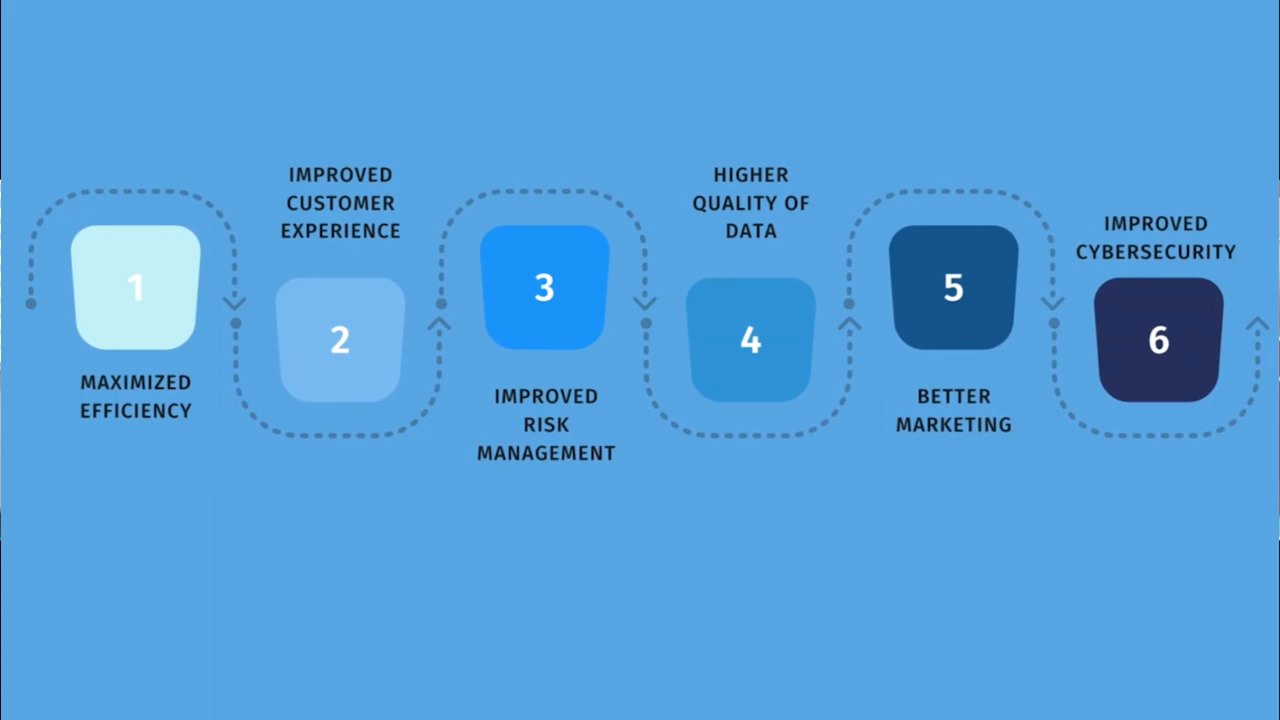 1
MAXIMIZED
EFFICIENCY
IMPROVED
CUSTOMER
EXPERIENCE
2
3
IMPROVED
RISK
MANAGEMENT
HIGHER
QUALITY OF
DATA
4
5
BETTER
MARKETING
IMPROVED
CYBERSECURITY
6